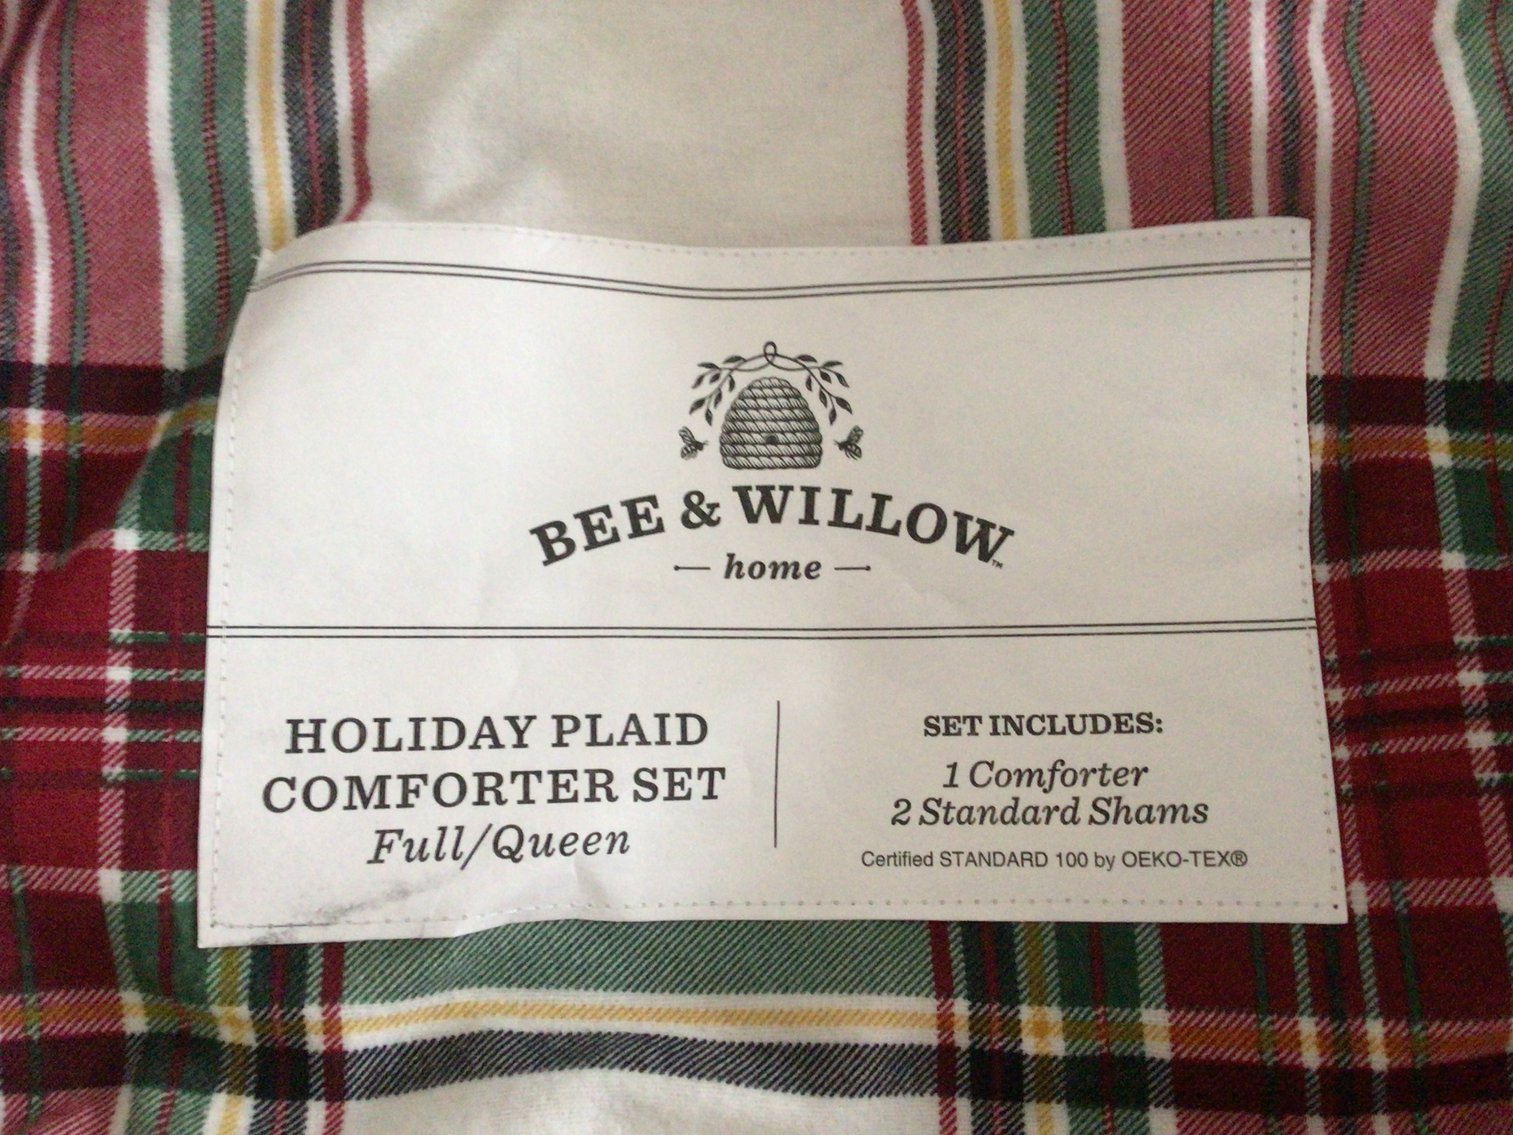 BEE & WILLOW™
home
HOLIDAY PLAID
COMFORTER SET
Full/Queen
SET INCLUDES:
1 Comforter
2 Standard Shams
Certified STANDARD 100 by OEKO-TEX®